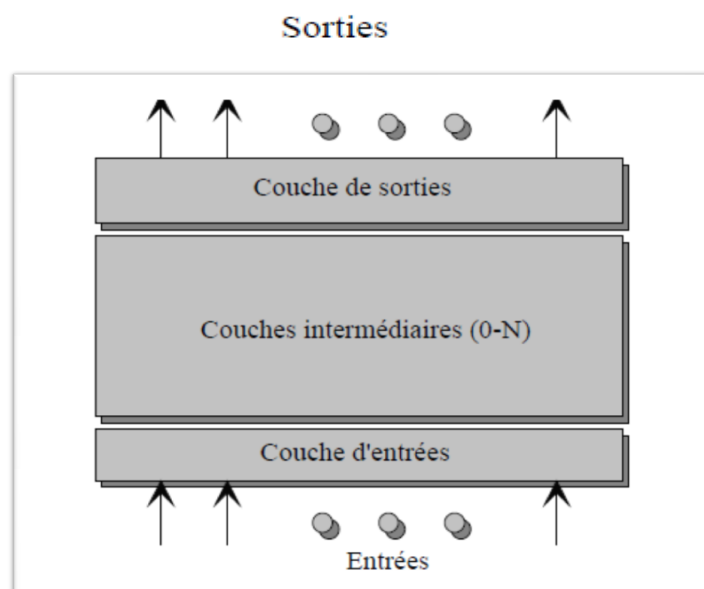 Sorties
Couche de sorties
Couches intermédiaires (0-N)
Couche d'entrées
Entrées